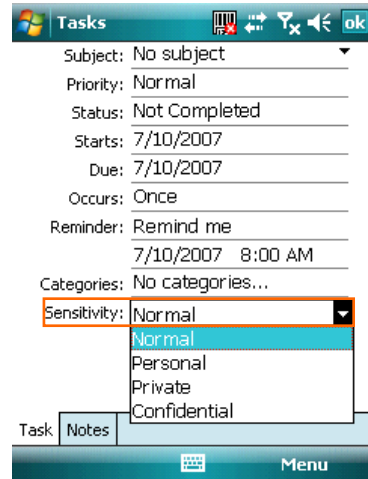 Tasks ok
Subject: No subject
Priority: Normal
Status: Not Completed
Starts: 7/10/2007
Due: 7/10/2007
Occurs: Once
Reminder: Remind me
7/10/2007 8:00 AM
Categories: No categories...
Sensitivity: Normal
Normal
Personal
Private
Confidential
Task Notes
Menu